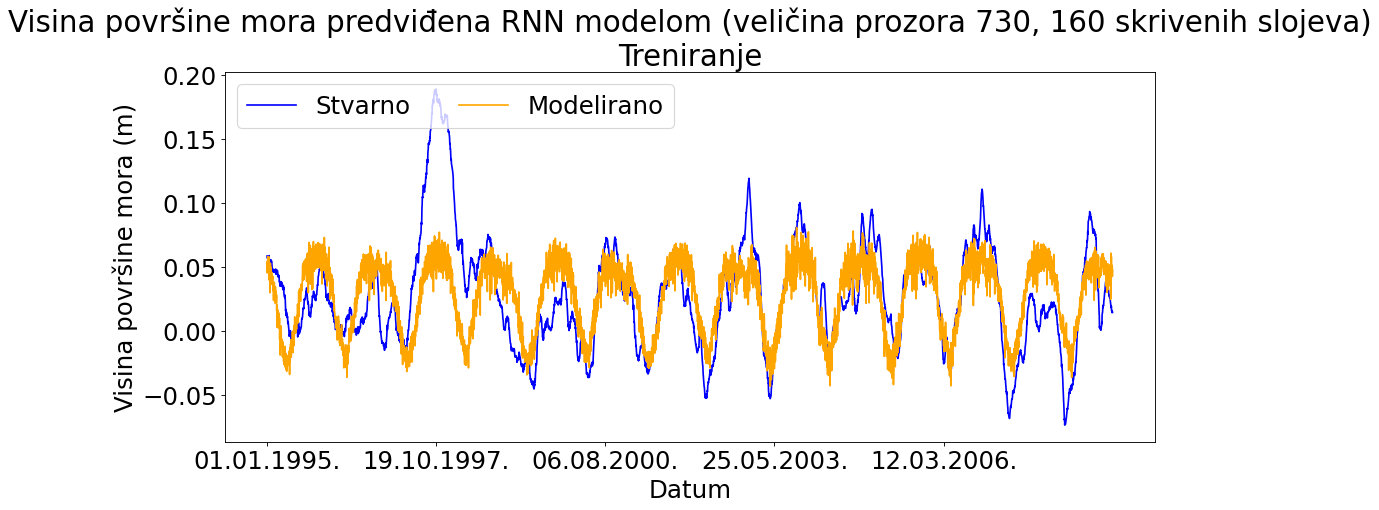 Visina površine mora predviđena RNN modelom (veličina prozora 730, 160 skrivenih slojeva)
Treniranje
Stvarno
Modelirano
Visina površine mora (m)
0.20
0.15
0.10
0.05
0.00
−0.05
01.01.1995.
19.10.1997.
06.08.2000.
25.05.2003.
12.03.2006.
Datum